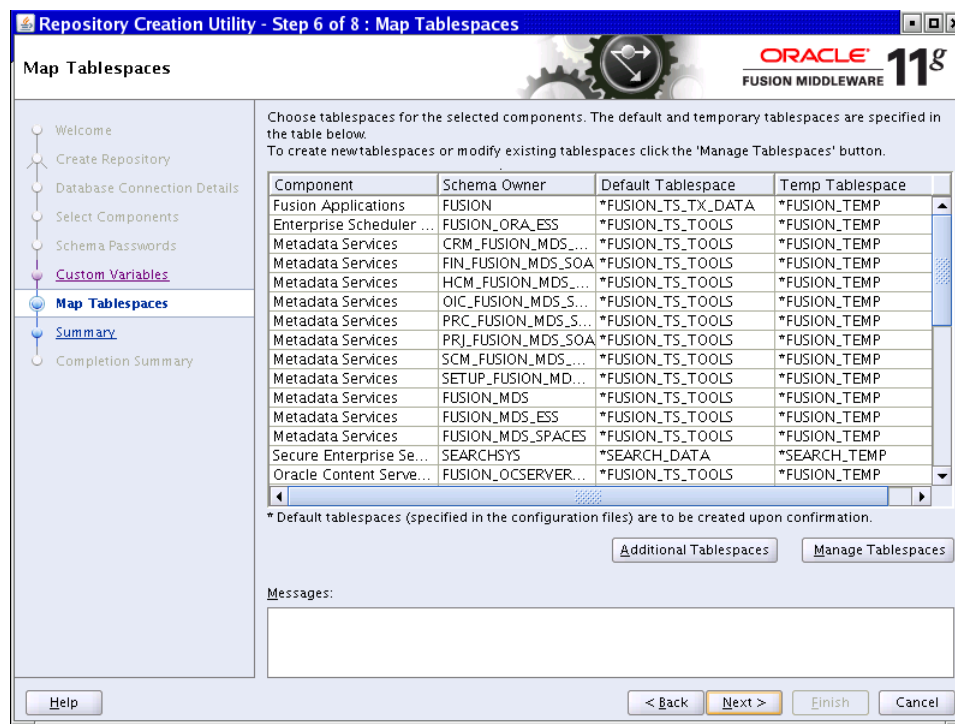 Repository Creation Utility - Step 6 of 8 : Map Tablespaces
Map Tablespaces
ORACLE
FUSION MIDDLEWARE
11g
Welcome
Create Repository
Database Connection Details
Select Components
Schema Passwords
Custom Variables
Map Tablespaces
Summary
Completion Summary
Choose tablespaces for the selected components. The default and temporary tablespaces are specified in
the table below.
To create new tablespaces or modify existing tablespaces click the 'Manage Tablespaces' button.
Component Schema Owner Default Tablespace Temp Tablespace
Fusion Applications FUSION *FUSION_TS_TX_DATA *FUSION_TEMP
Enterprise Scheduler ... FUSION_ORA_ESS *FUSION_TS_TOOLS *FUSION_TEMP
Metadata Services CRM_FUSION_MDS_... *FUSION_TS_TOOLS *FUSION_TEMP
Metadata Services FIN_FUSION_MDS_SOA *FUSION_TS_TOOLS *FUSION_TEMP
Metadata Services HCM_FUSION_MDS_... *FUSION_TS_TOOLS *FUSION_TEMP
Metadata Services OIC_FUSION_MDS_S... *FUSION_TS_TOOLS *FUSION_TEMP
Metadata Services PRC_FUSION_MDS_S... *FUSION_TS_TOOLS *FUSION_TEMP
Metadata Services PRJ_FUSION_MDS_SOA *FUSION_TS_TOOLS *FUSION_TEMP
Metadata Services SCM_FUSION_MDS_... *FUSION_TS_TOOLS *FUSION_TEMP
Metadata Services SETUP_FUSION_MD... *FUSION_TS_TOOLS *FUSION_TEMP
Metadata Services FUSION_MDS *FUSION_TS_TOOLS *FUSION_TEMP
Metadata Services FUSION_MDS_ESS *FUSION_TS_TOOLS *FUSION_TEMP
Metadata Services FUSION_MDS_SPACES *FUSION_TS_TOOLS *FUSION_TEMP
Secure Enterprise Se... SEARCHSYS *SEARCH_DATA *SEARCH_TEMP
Oracle Content Serve... FUSION_OCSERVER... *FUSION_TS_TOOLS *FUSION_TEMP
* Default tablespaces (specified in the configuration files) are to be created upon confirmation.
Additional Tablespaces Manage Tablespaces
Messages:
Help < Back Next > Finish Cancel